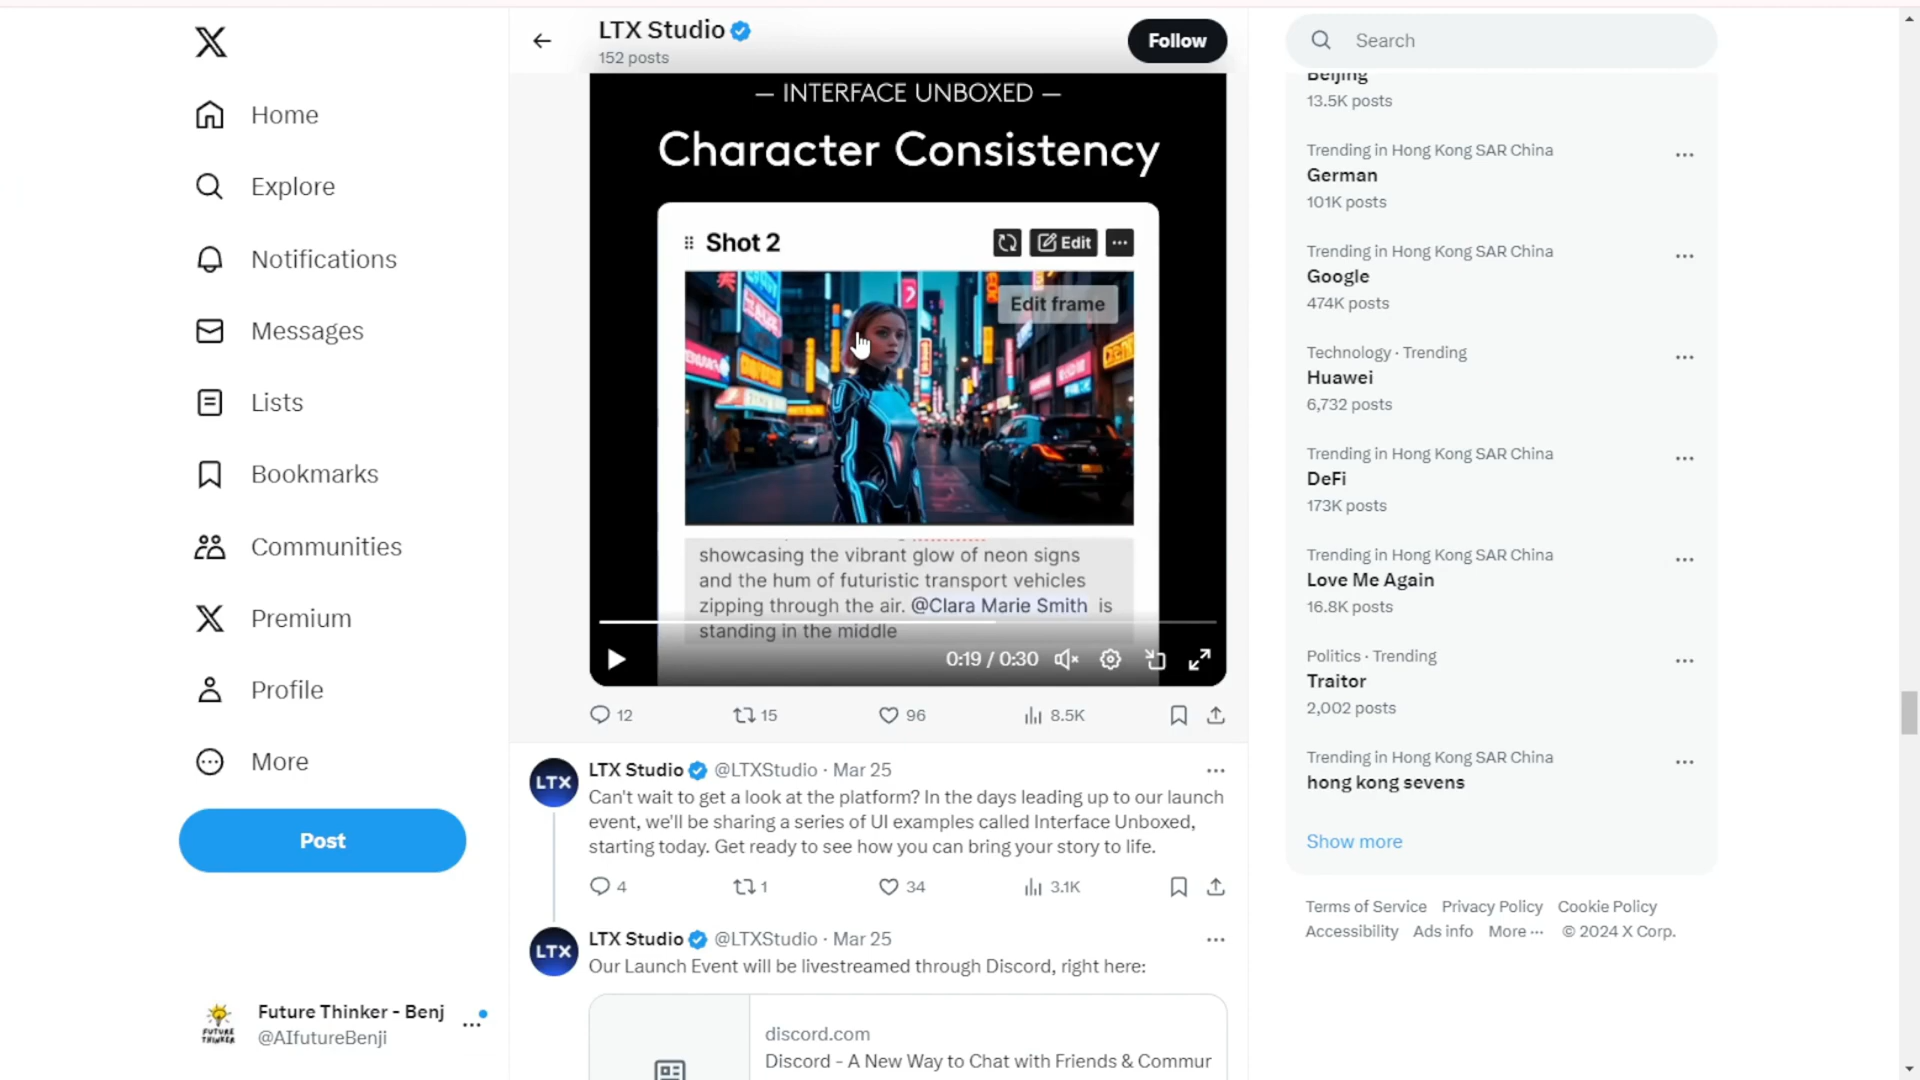 Home
Explore
Notifications
Messages
Lists
Bookmarks
Communities
Premium
Profile
More
Post
Future Thinker - Benj
@AIfutureBenji
FUTURE
THINKER
LTX Studio
152 posts
Follow
— INTERFACE UNBOXED —
Character Consistency
Shot 2
Edit
Edit frame
showcasing the vibrant glow of neon signs
and the hum of futuristic transport vehicles
zipping through the air. @Clara Marie Smith is
standing in the middle
0:19 / 0:30
12
15
96
8.5K
LTX
LTX Studio @LTXStudio · Mar 25
Can't wait to get a look at the platform? In the days leading up to our launch
event, we'll be sharing a series of UI examples called Interface Unboxed,
starting today. Get ready to see how you can bring your story to life.
4
1
34
3.1K
LTX
LTX Studio @LTXStudio · Mar 25
Our Launch Event will be livestreamed through Discord, right here:
discord.com
Discord - A New Way to Chat with Friends & Commur
Search
Beijing
13.5K posts
Trending in Hong Kong SAR China
German
101K posts
Trending in Hong Kong SAR China
Google
474K posts
Technology · Trending
Huawei
6,732 posts
Trending in Hong Kong SAR China
DeFi
173K posts
Trending in Hong Kong SAR China
Love Me Again
16.8K posts
Politics · Trending
Traitor
2,002 posts
Trending in Hong Kong SAR China
hong kong sevens
Show more
Terms of Service Privacy Policy Cookie Policy
Accessibility Ads info More ··· © 2024 X Corp.